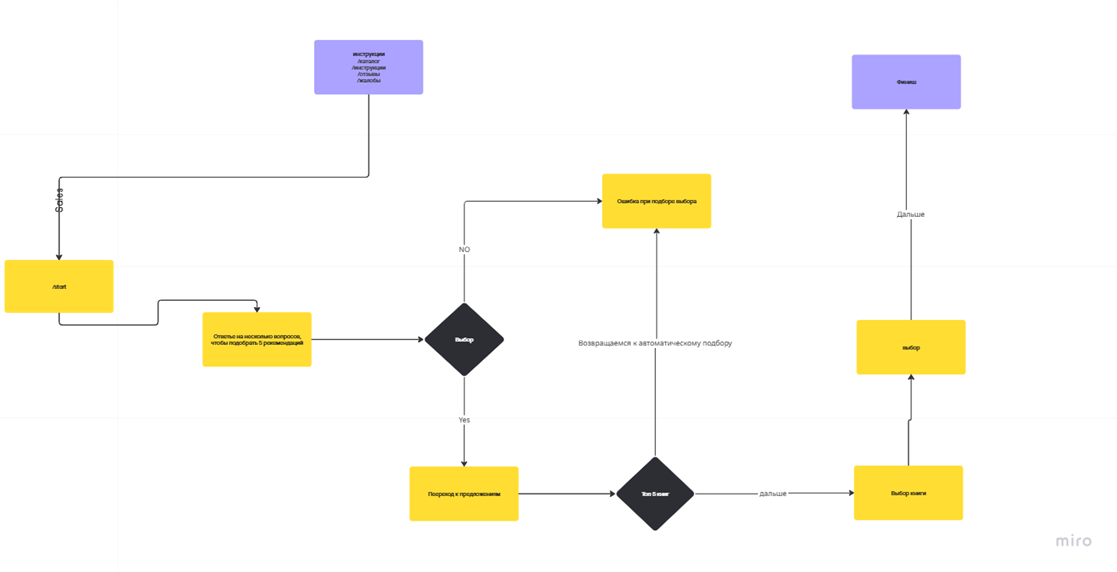 инструкции
/каталог
/инструкции
/отзывы
/жалобы
Финиш
Sales
Ошибка при подборе выбора
Дальше
NO
/start
Ответье на несколько вопросов,
чтобы подобрать 5 рекомендаций
Выбор
Возвращаемся к автоматическому подбору
выбор
Yes
Переход к предложениям
Топ 5 книг
дальше
Выбор книги
miro